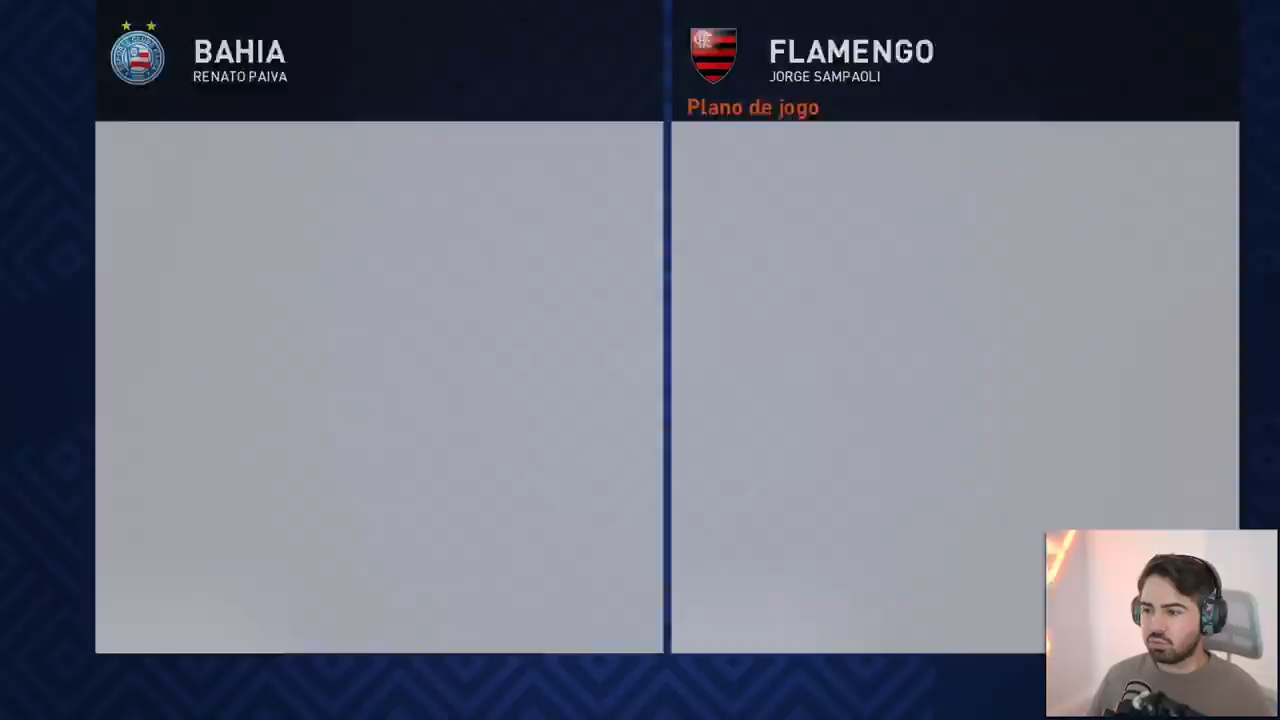 BAHIA
RENATO PAIVA
FLAMENGO
JORGE SAMPAOLI
Plano de jogo